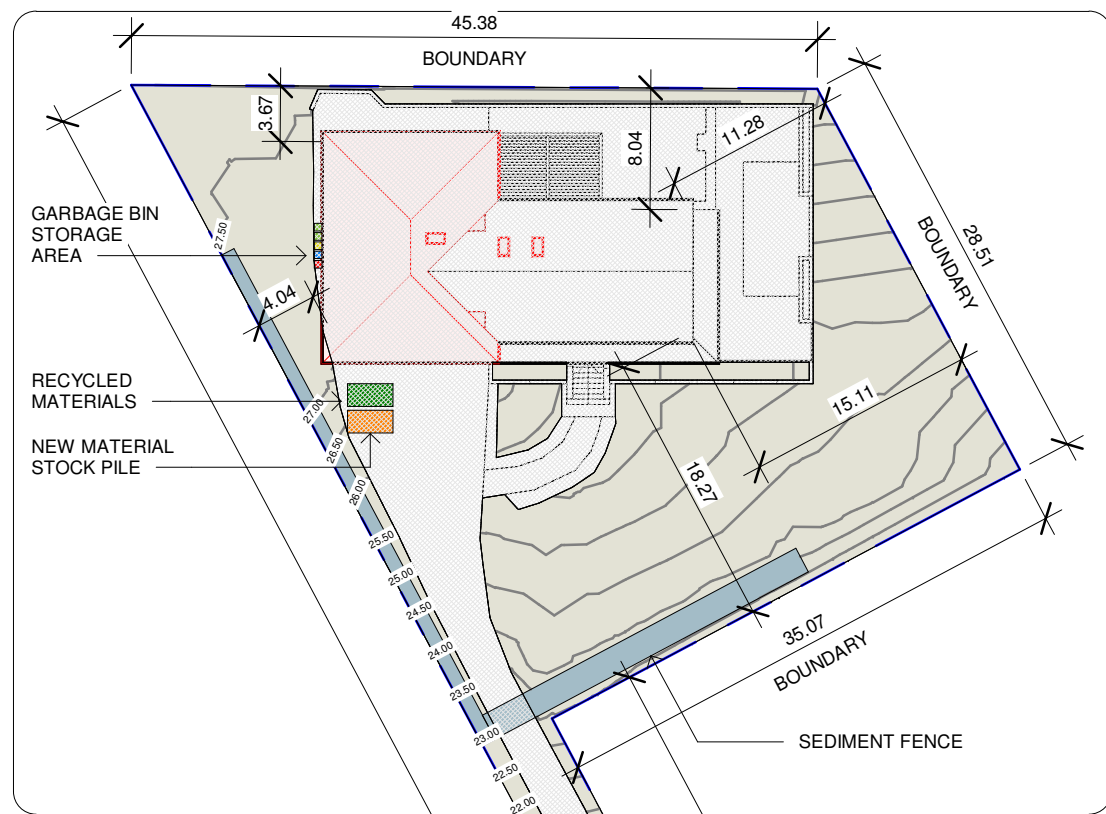 45.38
BOUNDARY
3.67
8.04
11.28
GARBAGE BIN
STORAGE
AREA
27.50
28.51
BOUNDARY
4.04
RECYCLED
MATERIALS
27.00
15.11
NEW MATERIAL
STOCK PILE
26.50
26.00
18.27
25.50
25.00
24.50
24.00
35.07
BOUNDARY
23.50
23.00
SEDIMENT FENCE
22.50
22.00